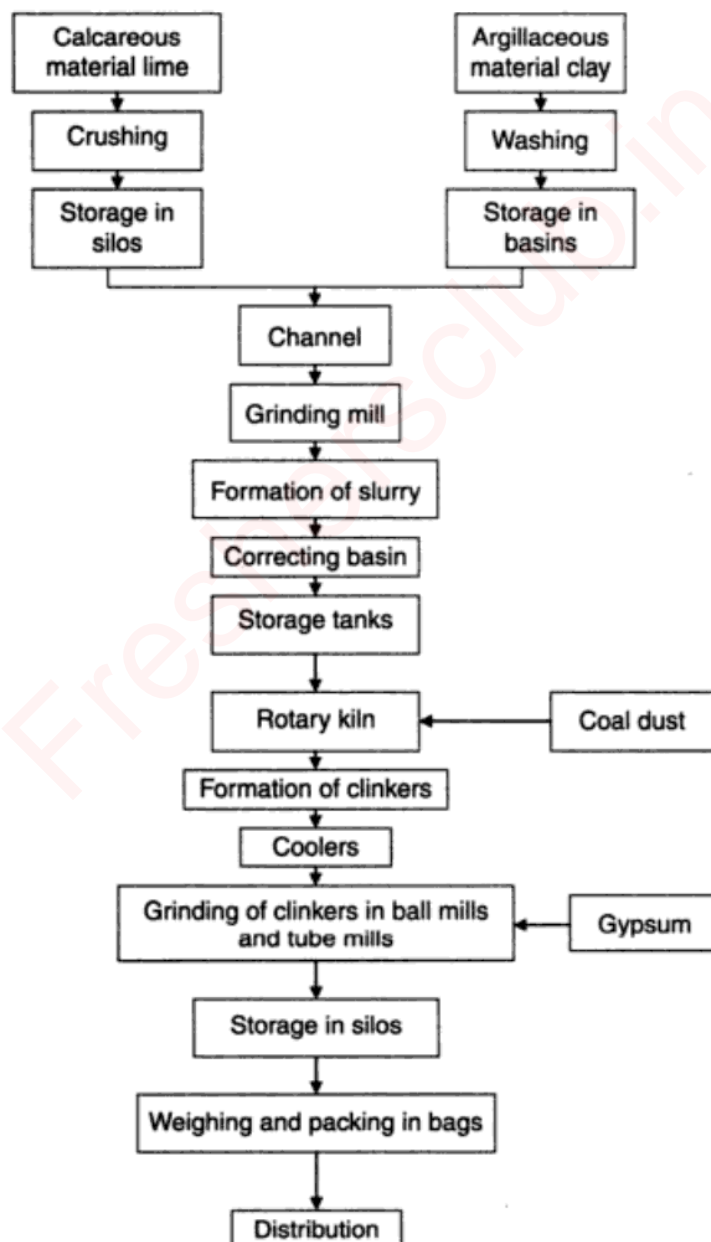 Calcareous
material lime
Argillaceous
material clay
Crushing
Washing
Storage in
silos
Storage in
basins
Channel
Grinding mill
Formation of slurry
Correcting basin
Storage tanks
Rotary kiln
Coal dust
Formation of clinkers
Coolers
Grinding of clinkers in ball mills
and tube mills
Gypsum
Storage in silos
Weighing and packing in bags
Distribution
Freshersclub.in